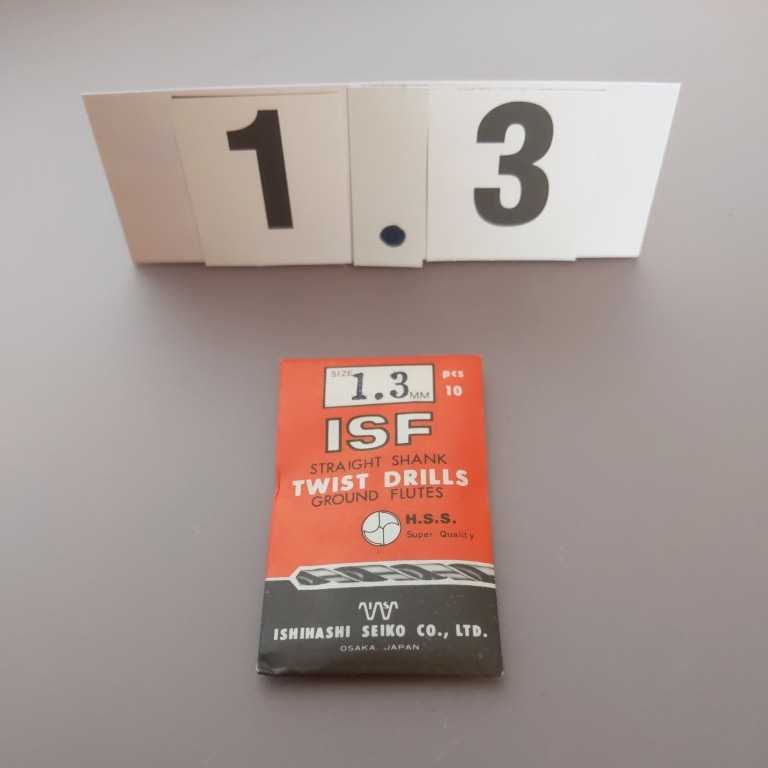 1.3
SIZE 1.3 MM pcs 10
ISF
STRAIGHT SHANK
TWIST DRILLS
GROUND FLUTES
H.S.S.
Super Quality
ISHIHASHI SEIKO CO., LTD.
OSAKA, JAPAN